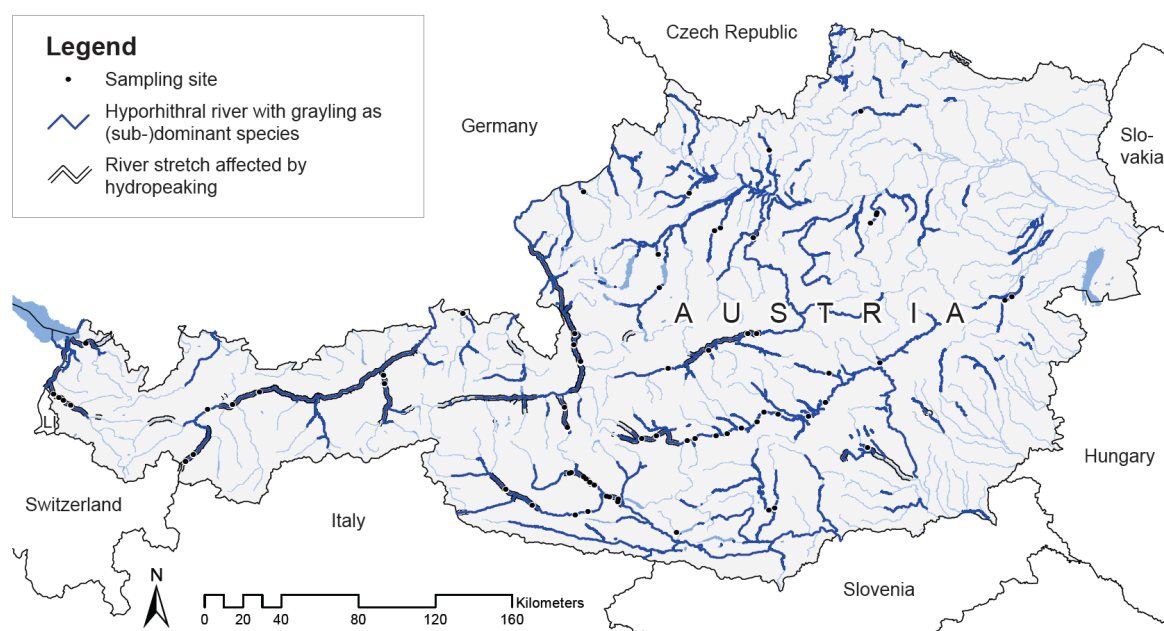 Legend
Sampling site
Hyporhithral river with grayling as
(sub-)dominant species
River stretch affected by
hydropeaking
Czech Republic
Germany
Slo-
vakia
AUSTRIA
LI
Hungary
Switzerland
Italy
Slovenia
N
Kilometers
0 20 40 80 120 160